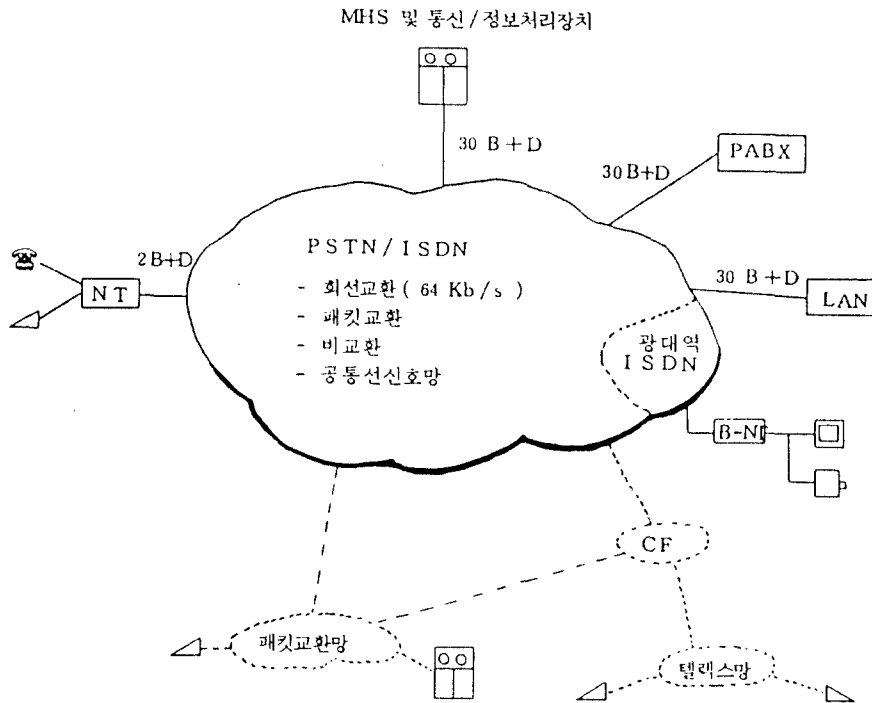 MHS 및 통신/정보처리장치
30 B+D
PABX
30B+D
PSTN/ISDN
2B+D
NT
- 회선교환 ( 64 Kb/s )
- 패킷교환
- 비교환
- 공통선신호망
30 B+D
LAN
광대역
ISDN
B-NT
CF
패킷교환망
텔렉스망